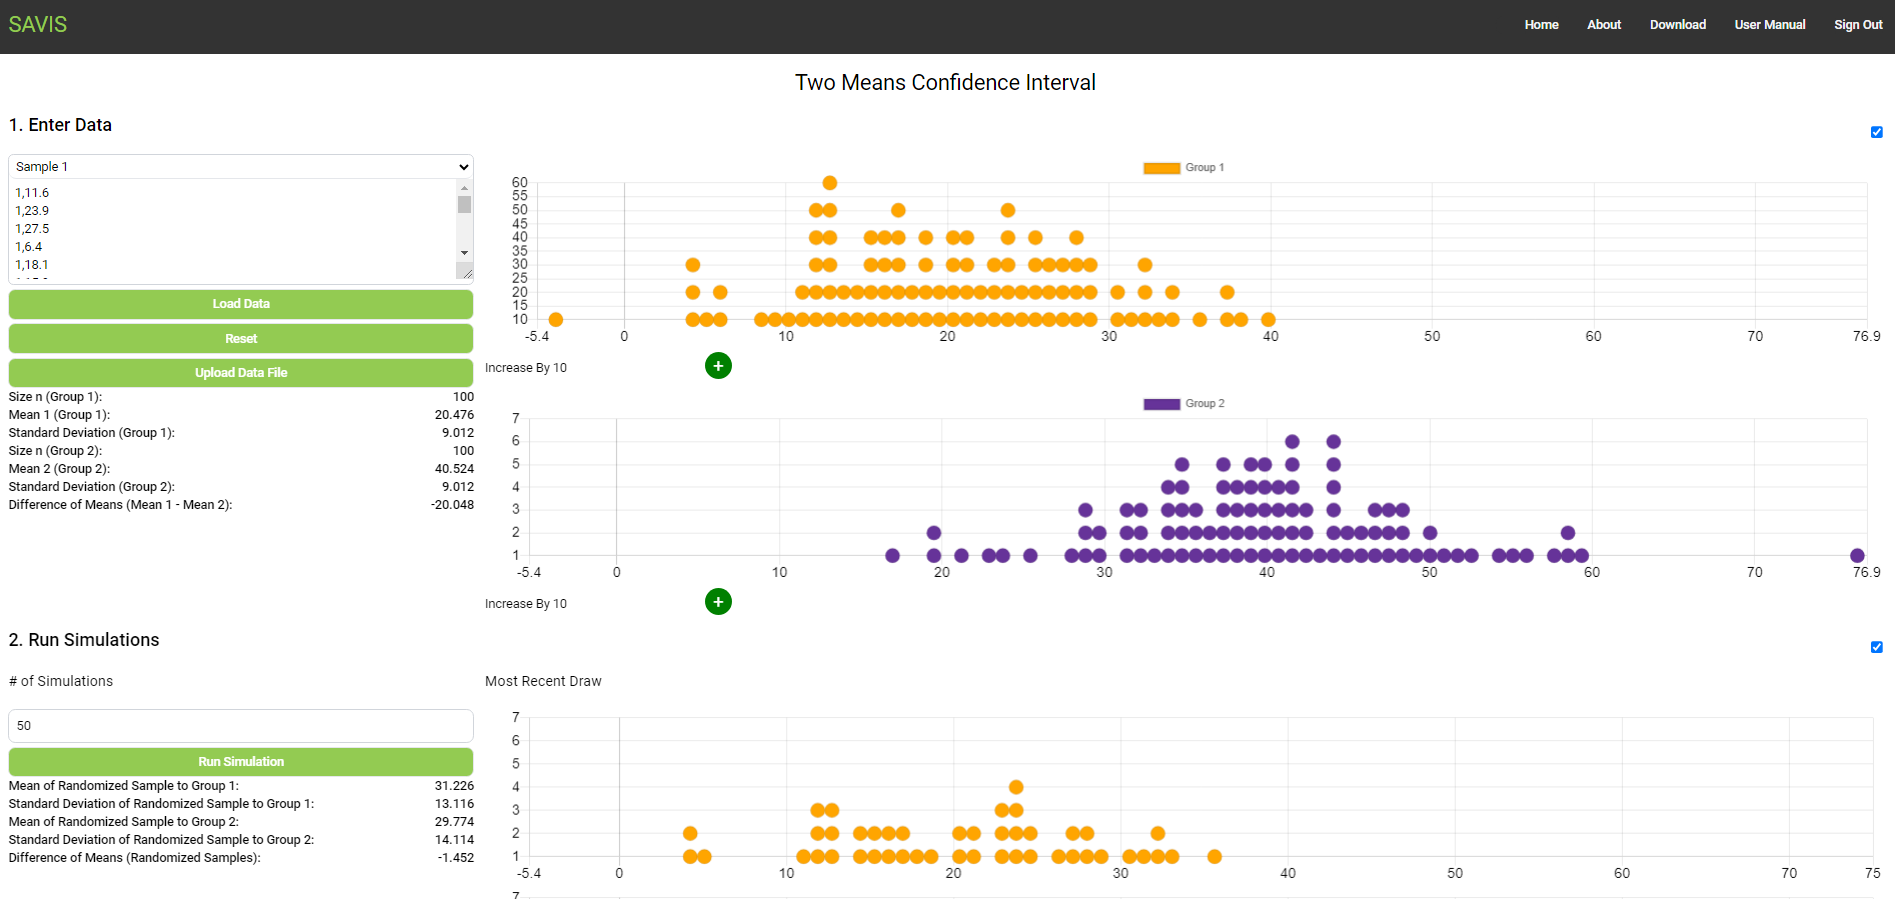 SAVIS
Home About Download User Manual Sign Out
Two Means Confidence Interval
1. Enter Data
Sample 1
1,11.6
1,23.9
1,27.5
1,6.4
1,18.1
Load Data
Reset
Upload Data File
Size n (Group 1): 100
Mean 1 (Group 1): 20.476
Standard Deviation (Group 1): 9.012
Size n (Group 2): 100
Mean 2 (Group 2): 40.524
Standard Deviation (Group 2): 9.012
Difference of Means (Mean 1 - Mean 2): -20.048
Group 1
60
55
50
45
40
35
30
25
20
15
10
-5.4 0 10 20 30 40 50 60 70 76.9
Increase By 10 +
Group 2
7
6
5
4
3
2
1
-5.4 0 10 20 30 40 50 60 70 76.9
Increase By 10 +
2. Run Simulations
# of Simulations
50
Run Simulation
Mean of Randomized Sample to Group 1: 31.226
Standard Deviation of Randomized Sample to Group 1: 13.116
Mean of Randomized Sample to Group 2: 29.774
Standard Deviation of Randomized Sample to Group 2: 14.114
Difference of Means (Randomized Samples): -1.452
Most Recent Draw
7
6
5
4
3
2
1
-5.4 0 10 20 30 40 50 60 70 75
7